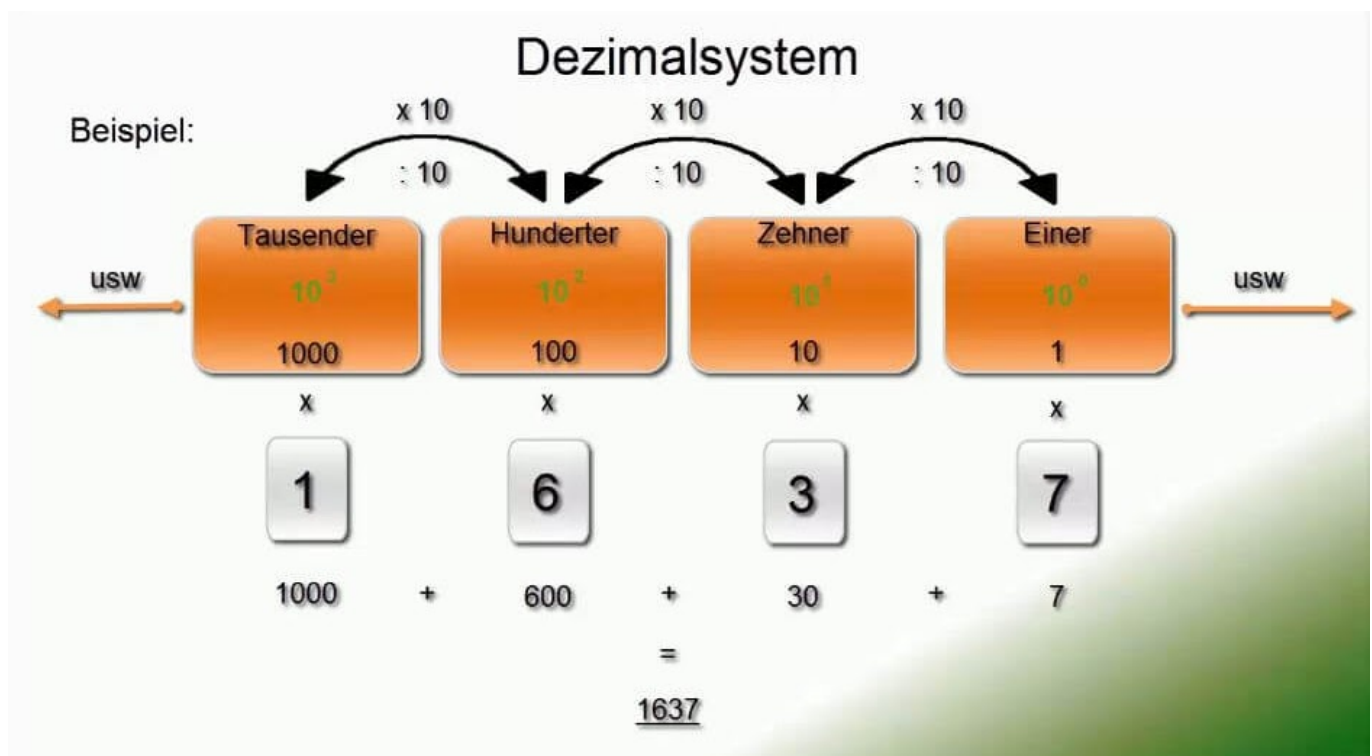 Dezimalsystem
Beispiel:
x 10 x 10 x 10
: 10 : 10 : 10
Tausender Hunderter Zehner Einer
usw 10³ 10² 10¹ 10⁰ usw
1000 100 10 1
x x x x
1 6 3 7
1000 + 600 + 30 + 7
=
1637